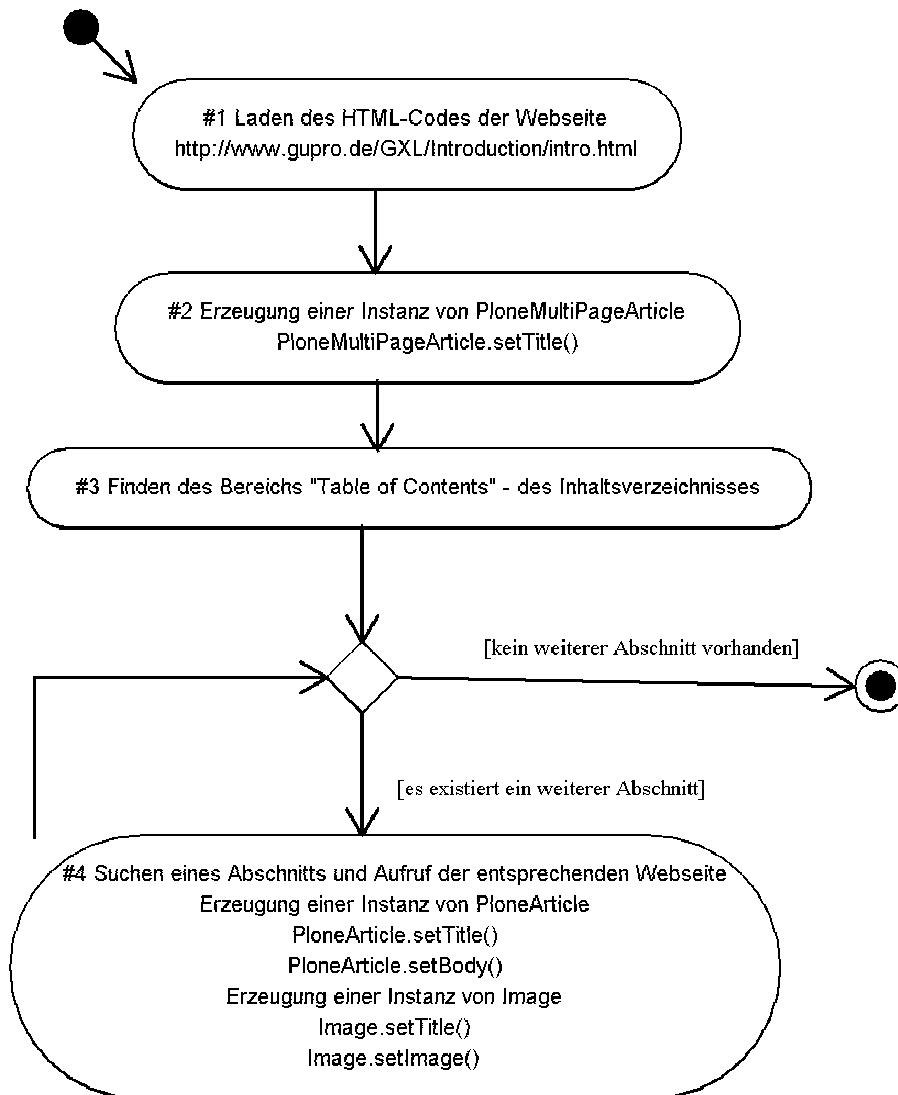 #1 Laden des HTML-Codes der Webseite
http://www.gupro.de/GXL/Introduction/intro.html
#2 Erzeugung einer Instanz von PloneMultiPageArticle
PloneMultiPageArticle.setTitle()
#3 Finden des Bereichs "Table of Contents" - des Inhaltsverzeichnisses
[kein weiterer Abschnitt vorhanden]
[es existiert ein weiterer Abschnitt]
#4 Suchen eines Abschnitts und Aufruf der entsprechenden Webseite
Erzeugung einer Instanz von PloneArticle
PloneArticle.setTitle()
PloneArticle.setBody()
Erzeugung einer Instanz von Image
Image.setTitle()
Image.setImage()